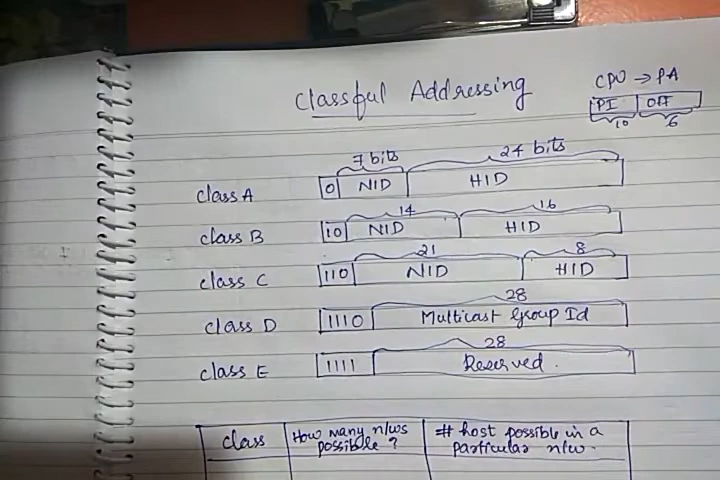 Classful Addressing
CPU → PA
PI Off
10 6
7 bits 24 bits
class A 0 NID HID
14 16
class B 10 NID HID
21 8
class C 110 NID HID
28
class D 1110 Multicast Group Id
28
class E 1111 Reserved.
class How many n/ws possible ? # host possible in a particular n/w.